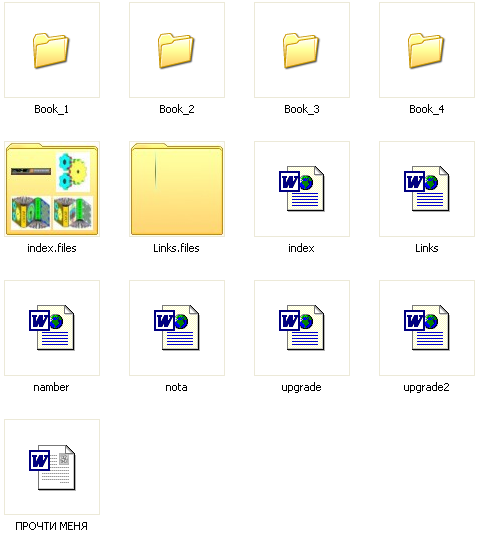 Book_1
Book_2
Book_3
Book_4
index.files
Links.files
index
Links
namber
nota
upgrade
upgrade2
ПРОЧТИ МЕНЯ